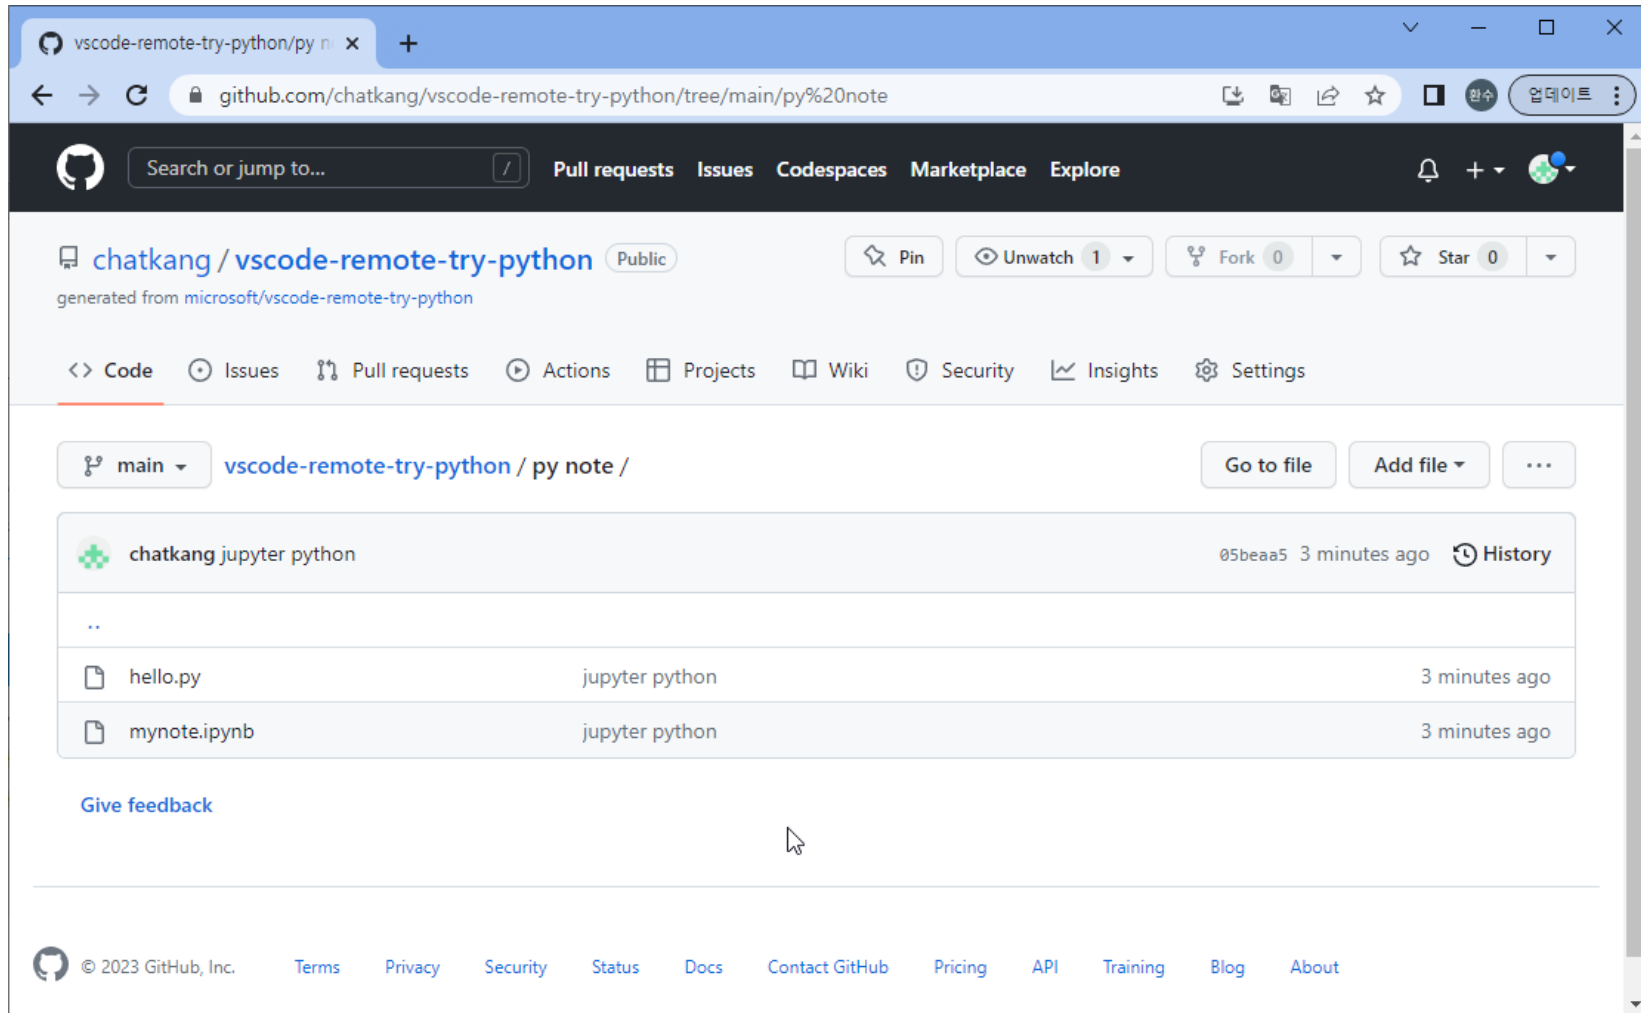 vscode-remote-try-python/py n
github.com/chatkang/vscode-remote-try-python/tree/main/py%20note
환수
업데이트
Search or jump to...
/
Pull requests Issues Codespaces Marketplace Explore
chatkang / vscode-remote-try-python Public
Pin
Unwatch 1
Fork 0
Star 0
generated from microsoft/vscode-remote-try-python
Code Issues Pull requests Actions Projects Wiki Security Insights Settings
main
vscode-remote-try-python / py note /
Go to file
Add file
...
chatkang jupyter python
05beaa5 3 minutes ago History
..
hello.py jupyter python 3 minutes ago
mynote.ipynb jupyter python 3 minutes ago
Give feedback
© 2023 GitHub, Inc. Terms Privacy Security Status Docs Contact GitHub Pricing API Training Blog About